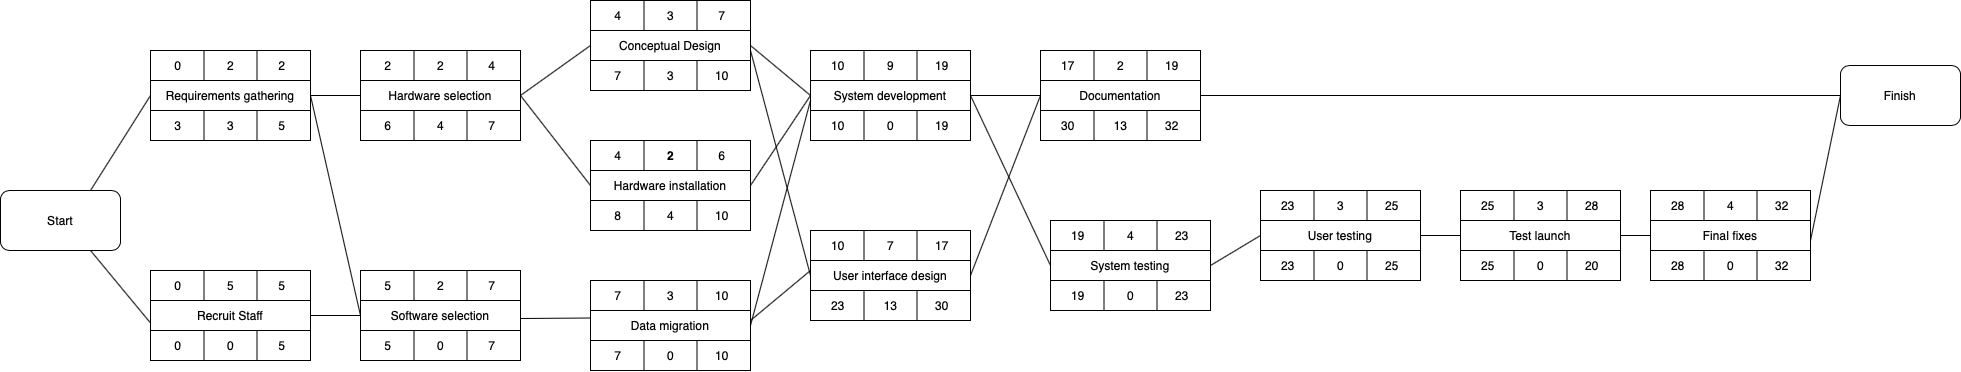 Start
0 2 2
Requirements gathering
3 3 5
0 5 5
Recruit Staff
0 0 5
2 2 4
Hardware selection
6 4 7
5 2 7
Software selection
5 0 7
4 3 7
Conceptual Design
7 3 10
4 2 6
Hardware installation
8 4 10
7 3 10
Data migration
7 0 10
10 9 19
System development
10 0 19
10 7 17
User interface design
23 13 30
17 2 19
Documentation
30 13 32
19 4 23
System testing
19 0 23
23 3 25
User testing
23 0 25
25 3 28
Test launch
25 0 20
28 4 32
Final fixes
28 0 32
Finish